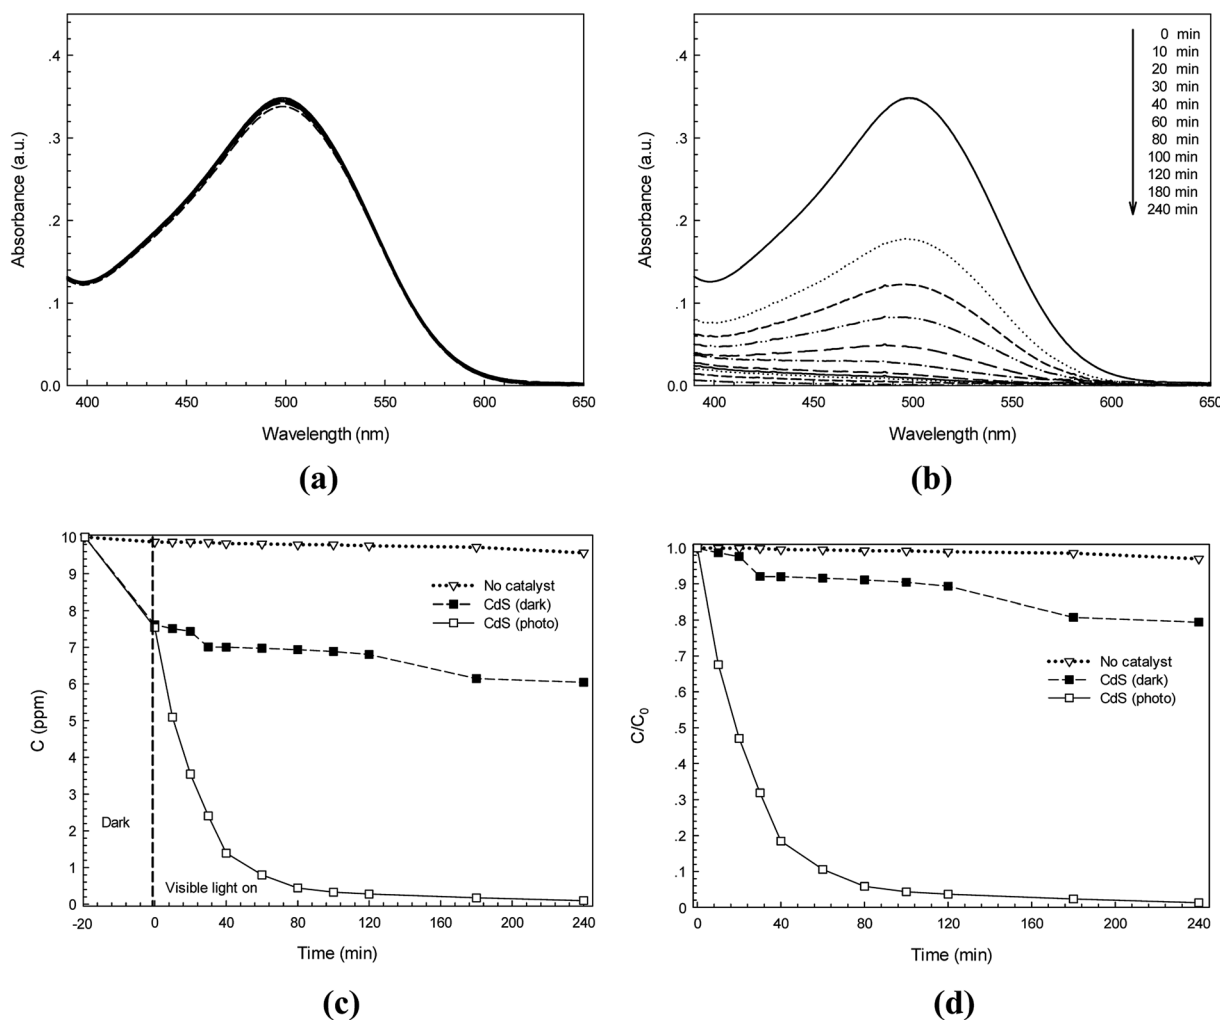 .4
.3
.2
.1
0.0
Absorbance (a.u.)
400 450 500 550 600 650
Wavelength (nm)
(a)
.4
.3
.2
.1
0.0
Absorbance (a.u.)
0 min
10 min
20 min
30 min
40 min
60 min
80 min
100 min
120 min
180 min
240 min
400 450 500 550 600 650
Wavelength (nm)
(b)
10
9
8
7
6
5
4
3
2
1
0
C (ppm)
No catalyst
CdS (dark)
CdS (photo)
Dark
Visible light on
-20 0 40 80 120 160 200 240
Time (min)
(c)
1.0
.9
.8
.7
.6
.5
.4
.3
.2
.1
0
C/C0
No catalyst
CdS (dark)
CdS (photo)
0 40 80 120 160 200 240
Time (min)
(d)